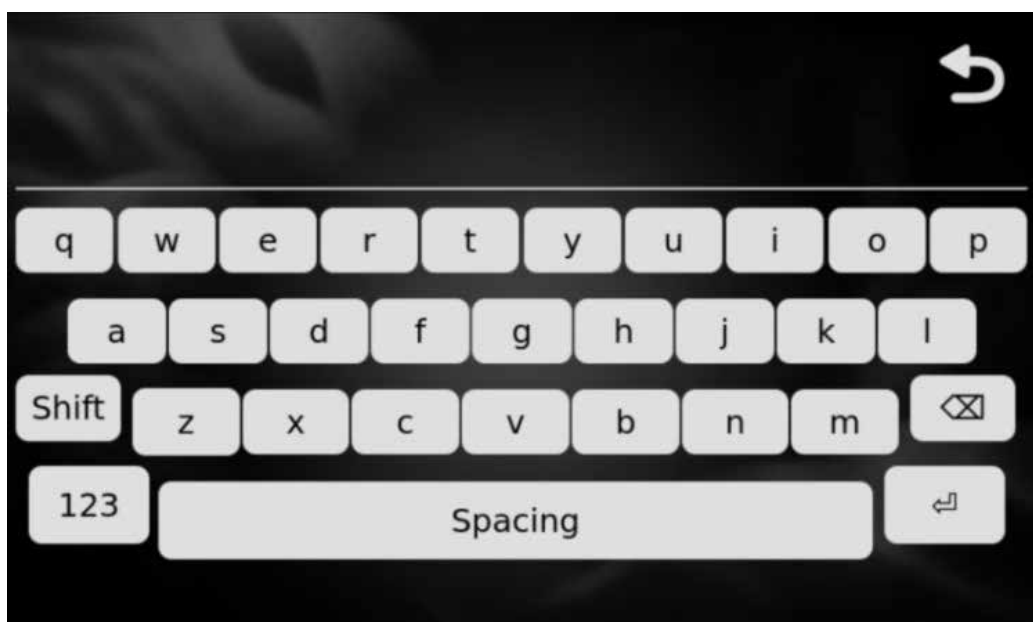 q w e r t y u i o p
a s d f g h j k l
Shift z x c v b n m ⌫
123 Spacing ⏎